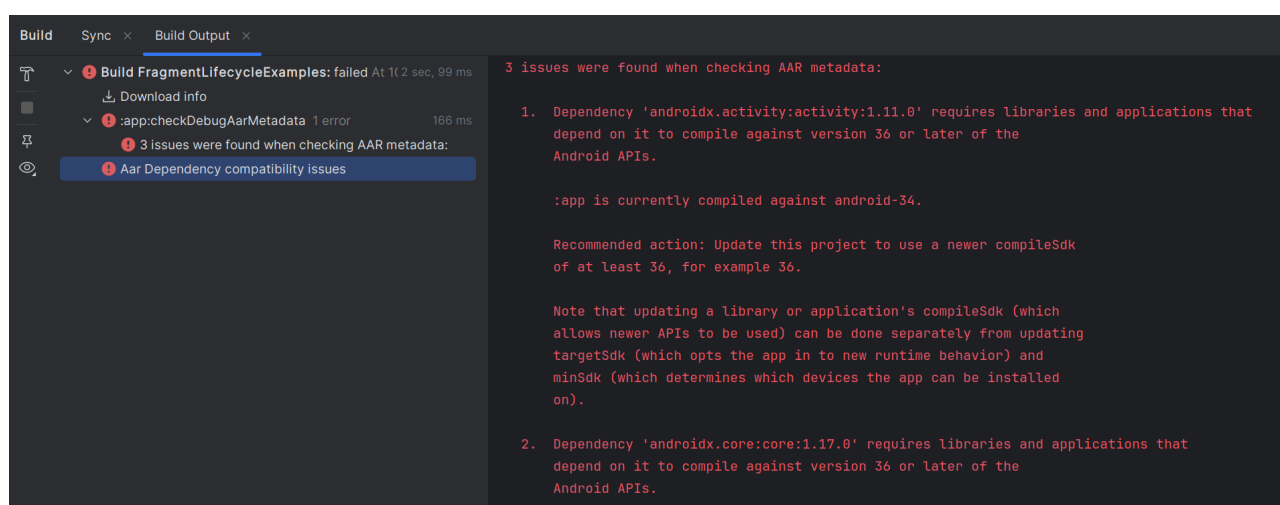 Build Sync × Build Output ×
Build FragmentLifecycleExamples: failed At 1( 2 sec, 99 ms
Download info
:app:checkDebugAarMetadata 1 error 166 ms
3 issues were found when checking AAR metadata:
Aar Dependency compatibility issues
3 issues were found when checking AAR metadata:
1. Dependency 'androidx.activity:activity:1.11.0' requires libraries and applications that
depend on it to compile against version 36 or later of the
Android APIs.
:app is currently compiled against android-34.
Recommended action: Update this project to use a newer compileSdk
of at least 36, for example 36.
Note that updating a library or application's compileSdk (which
allows newer APIs to be used) can be done separately from updating
targetSdk (which opts the app in to new runtime behavior) and
minSdk (which determines which devices the app can be installed
on).
2. Dependency 'androidx.core:core:1.17.0' requires libraries and applications that
depend on it to compile against version 36 or later of the
Android APIs.